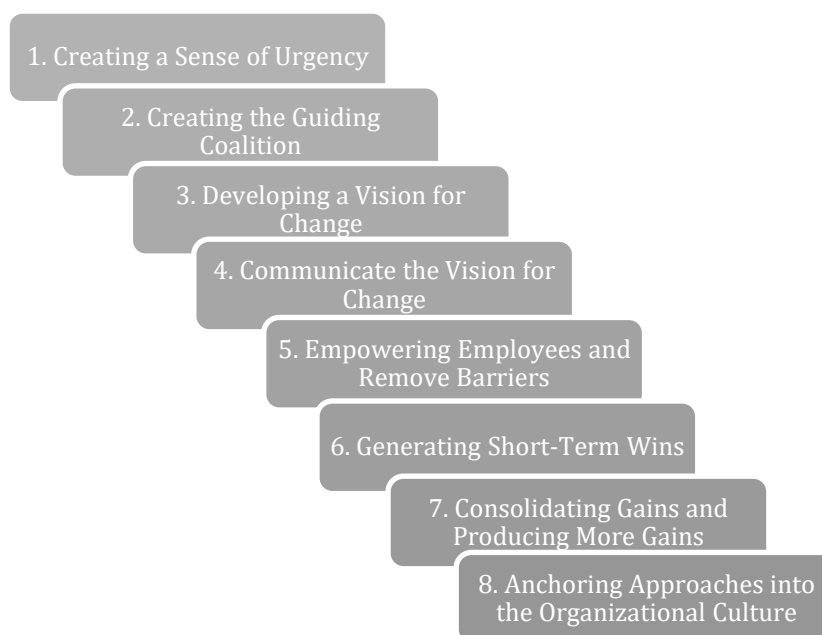 1. Creating a Sense of Urgency
2. Creating the Guiding
Coalition
3. Developing a Vision for
Change
4. Communicate the Vision for
Change
5. Empowering Employees and
Remove Barriers
6. Generating Short-Term Wins
7. Consolidating Gains and
Producing More Gains
8. Anchoring Approaches into
the Organizational Culture